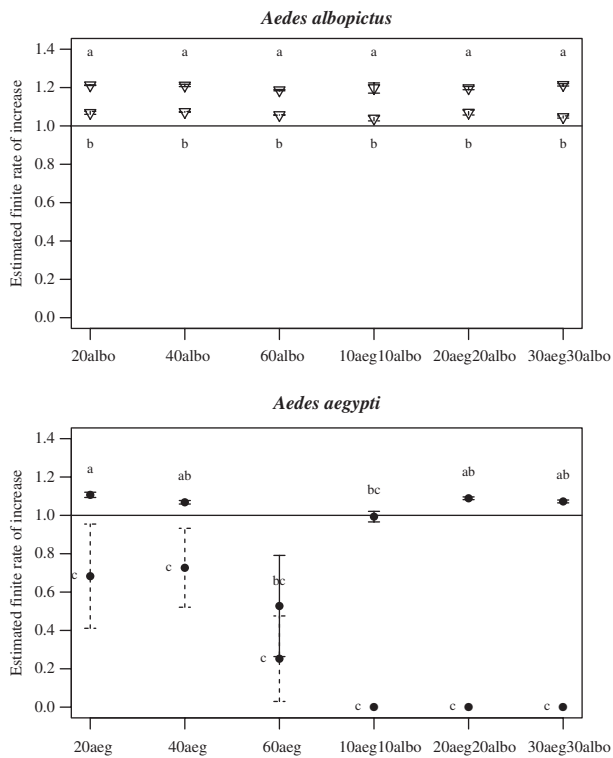 Aedes albopictus
Estimated finite rate of increase
1.4
1.2
1.0
0.8
0.6
0.4
0.2
0.0
a a a a a a
b b b b b b
20albo 40albo 60albo 10aeg10albo 20aeg20albo 30aeg30albo
Aedes aegypti
Estimated finite rate of increase
1.4
1.2
1.0
0.8
0.6
0.4
0.2
0.0
a ab bc bc ab ab
c c c c c c
20aeg 40aeg 60aeg 10aeg10albo 20aeg20albo 30aeg30albo